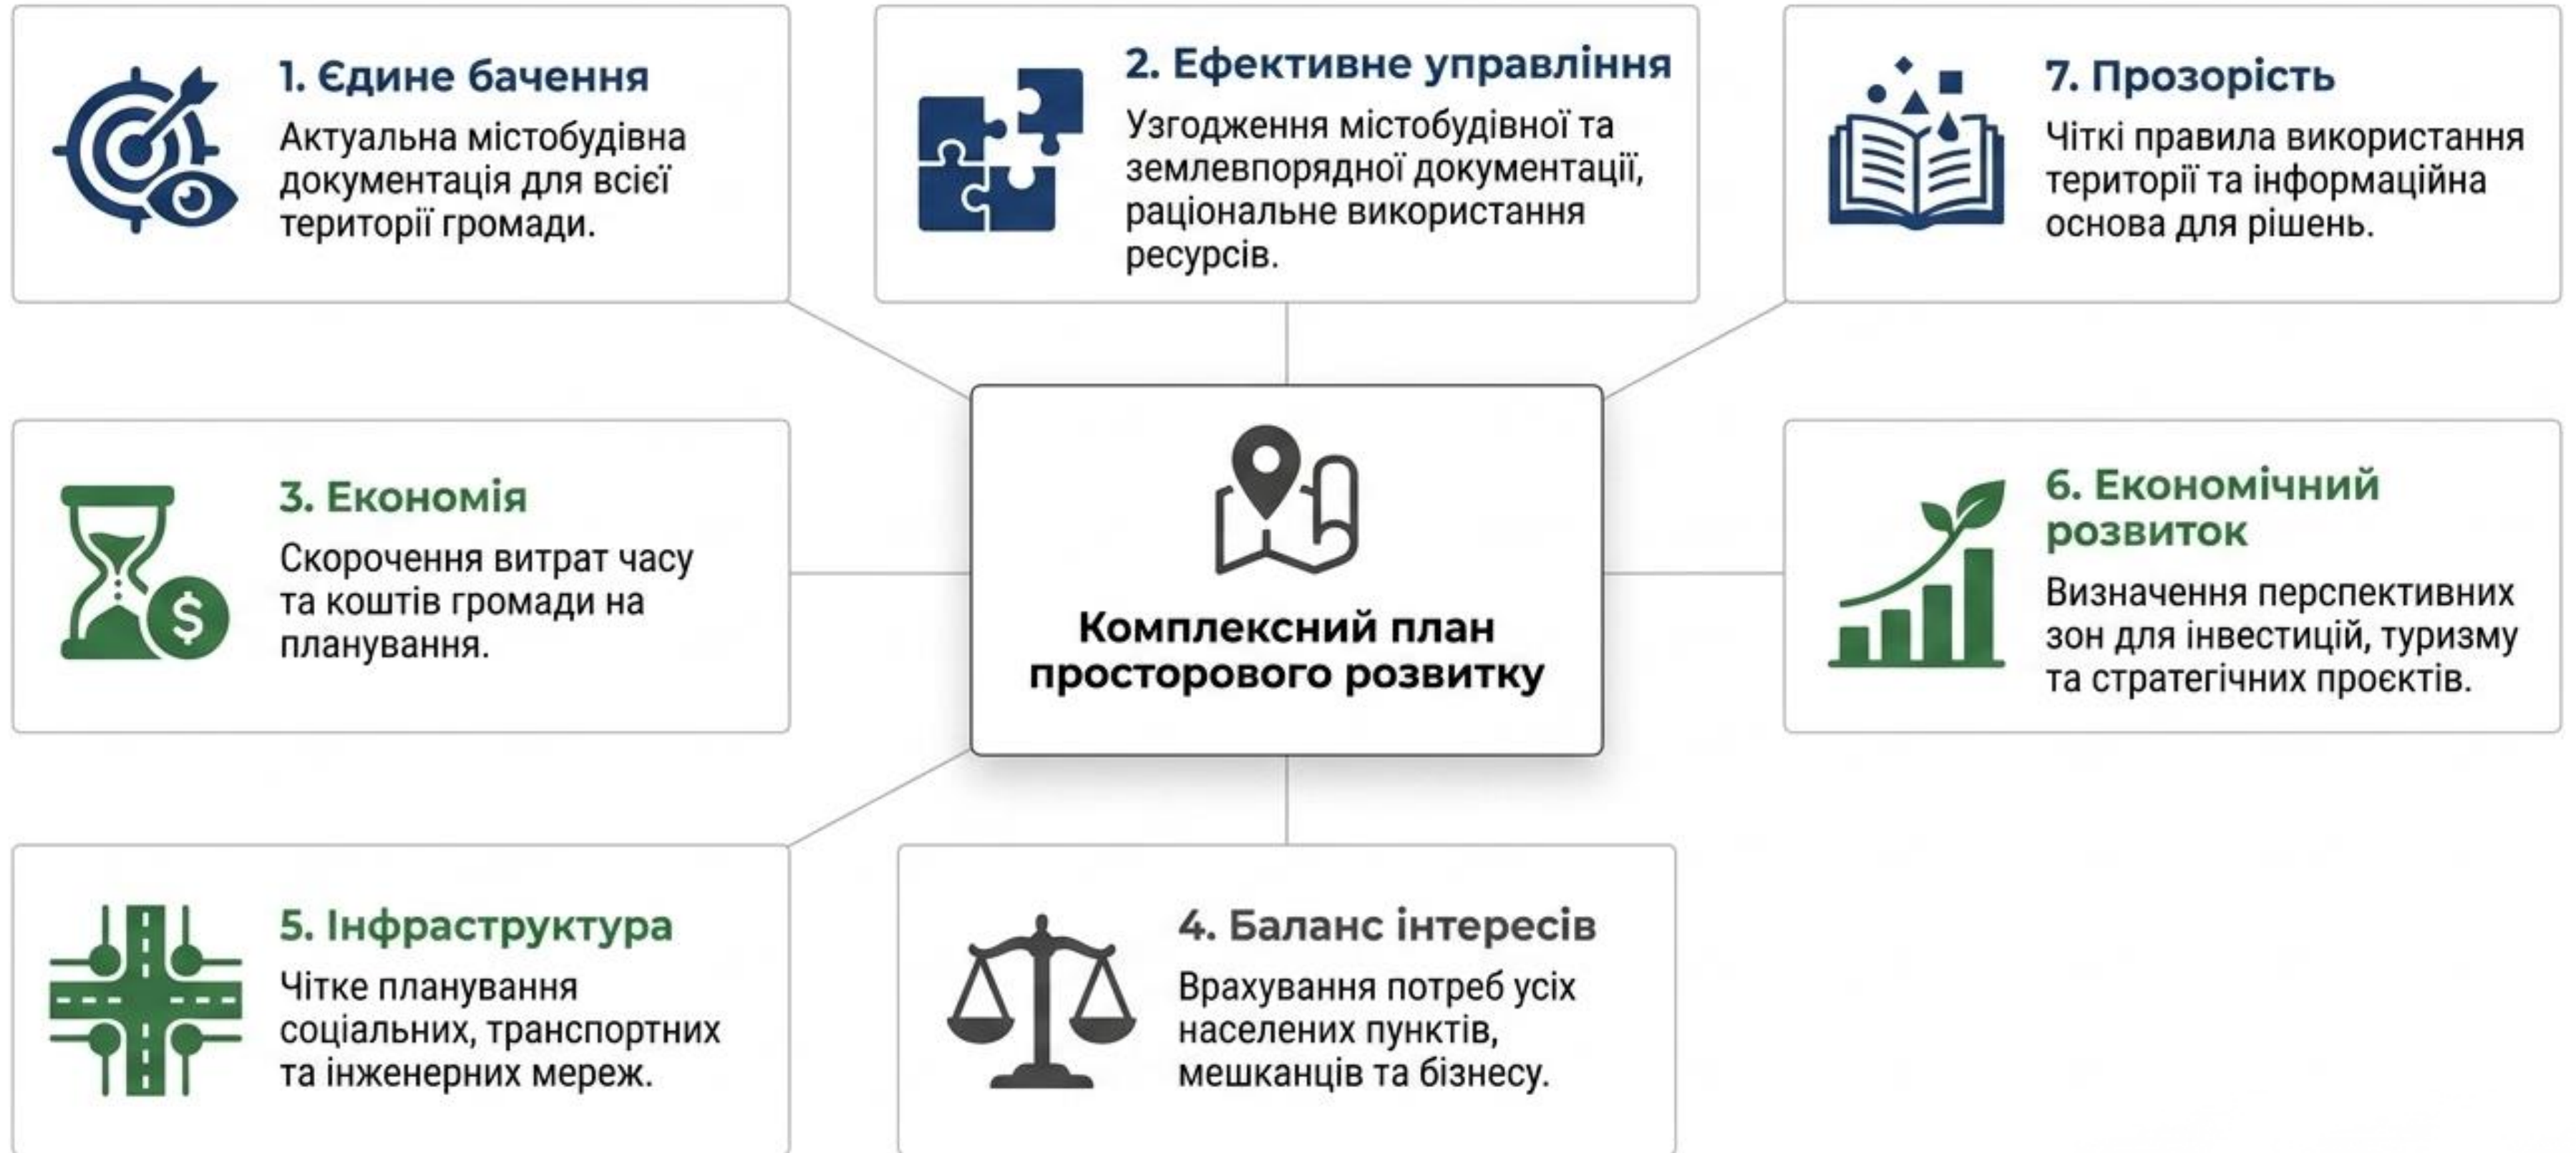 1. Єдине бачення
Актуальна містобудівна
документація для всієї
території громади.
2. Ефективне управління
Узгодження містобудівної та
землевпорядної документації,
раціональне використання
ресурсів.
7. Прозорість
Чіткі правила використання
території та інформаційна
основа для рішень.
3. Економія
Скорочення витрат часу
та коштів громади на
планування.
$
Комплексний план
просторового розвитку
6. Економічний
розвиток
Визначення перспективних
зон для інвестицій, туризму
та стратегічних проєктів.
5. Інфраструктура
Чітке планування
соціальних, транспортних
та інженерних мереж.
4. Баланс інтересів
Врахування потреб усіх
населених пунктів,
мешканців та бізнесу.